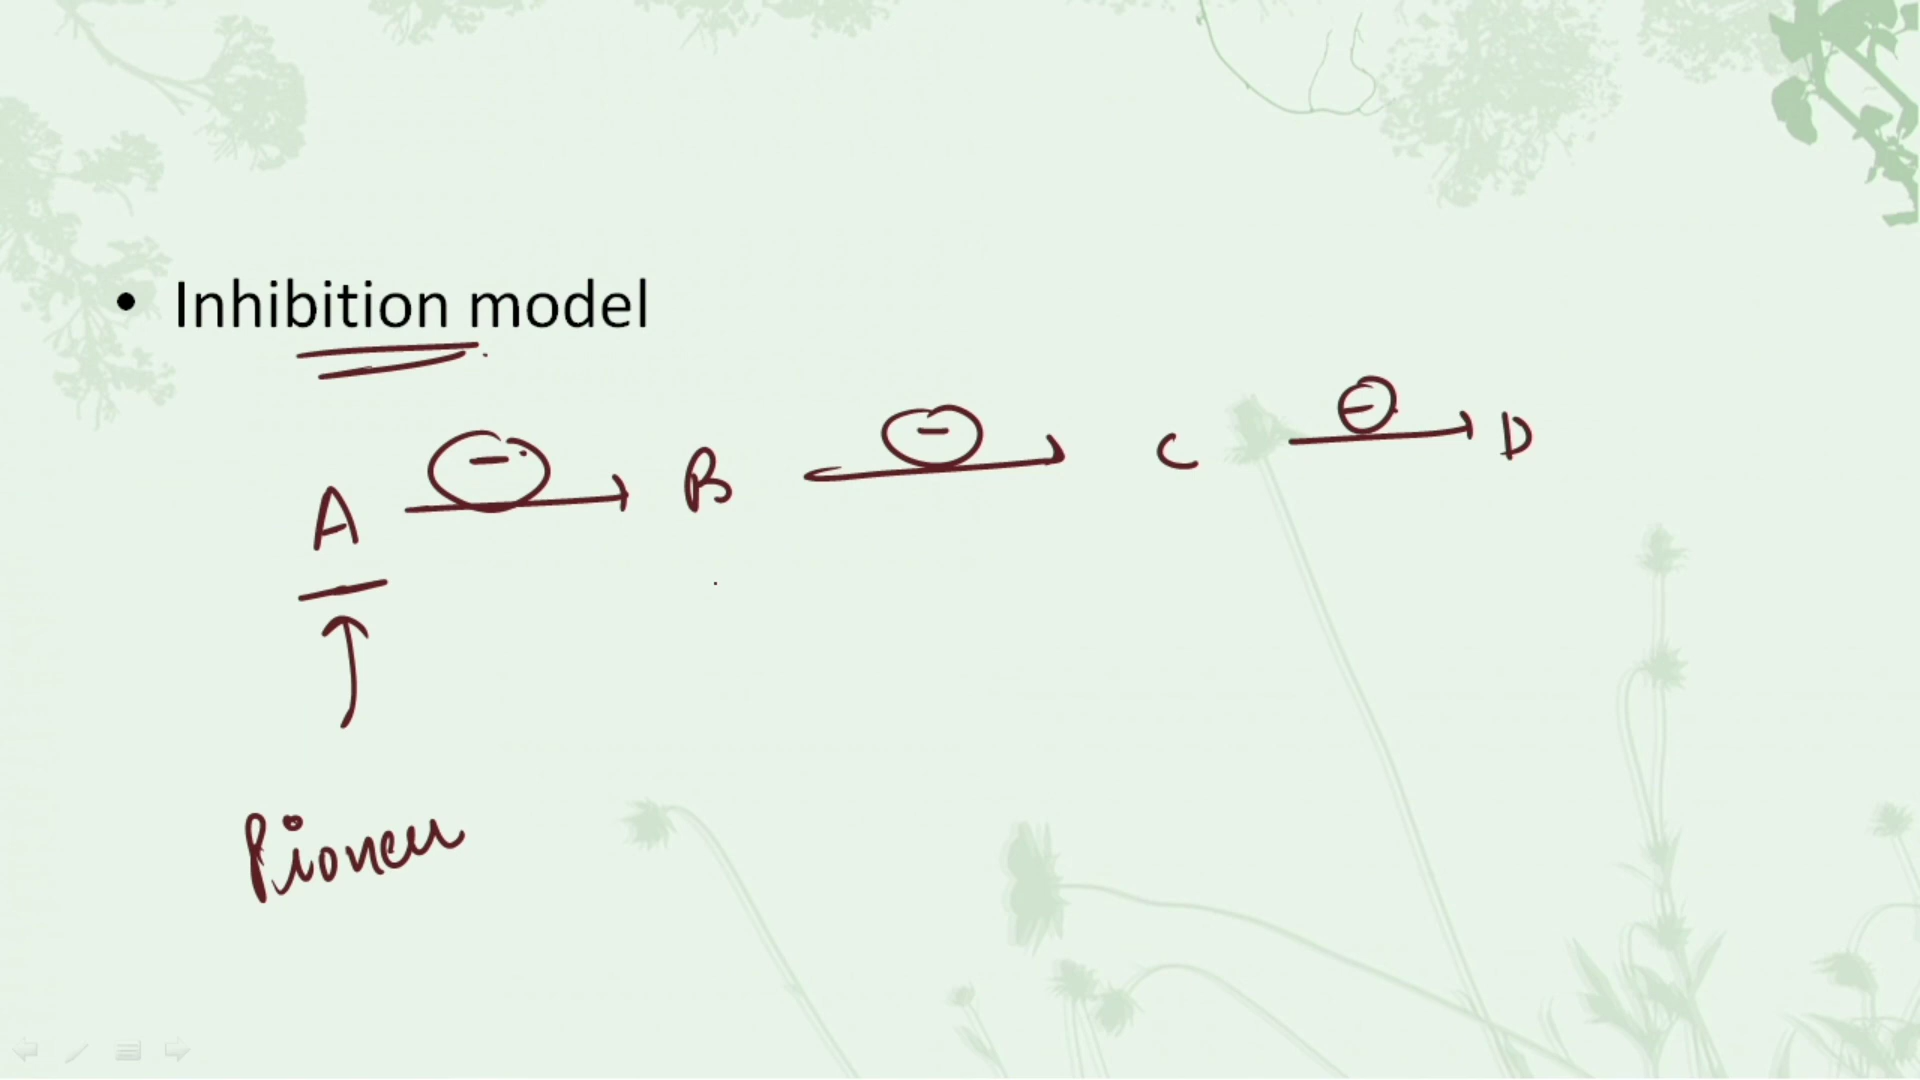 • Inhibition model
A ⊖→ B ⊖→ C ⊖→ D
Pioneer